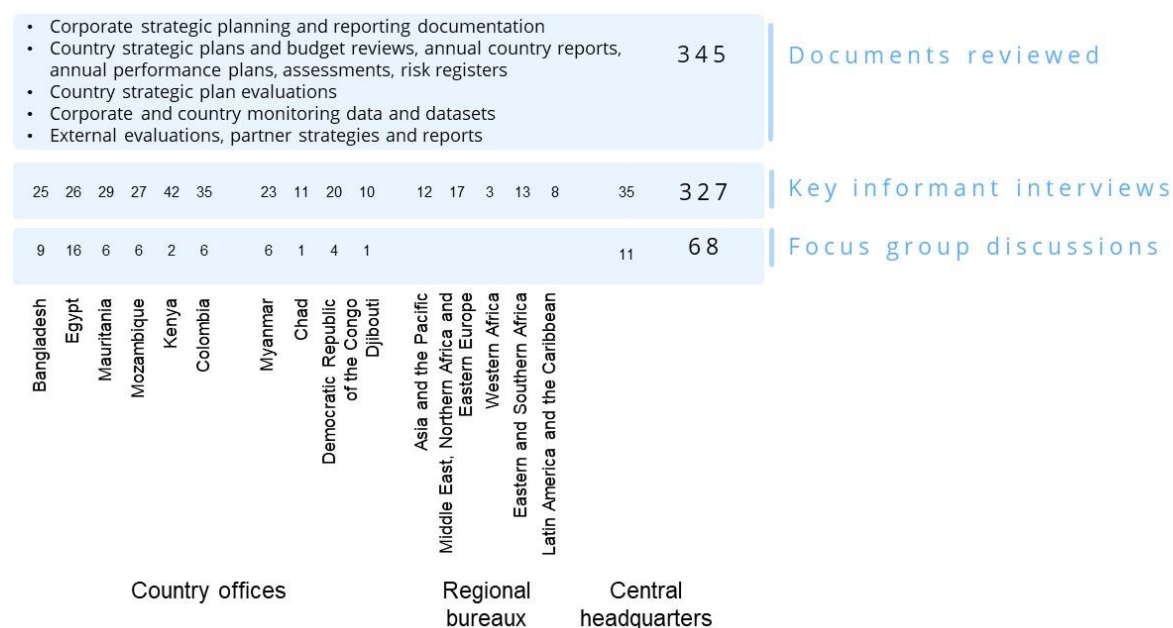 • Corporate strategic planning and reporting documentation
• Country strategic plans and budget reviews, annual country reports,
annual performance plans, assessments, risk registers
• Country strategic plan evaluations
• Corporate and country monitoring data and datasets
• External evaluations, partner strategies and reports
345
Documents reviewed
25 26 29 27 42 35 23 11 20 10 12 17 3 13 8 35 327 Key informant interviews
9 16 6 6 2 6 6 1 4 1 11 68 Focus group discussions
Bangladesh
Egypt
Mauritania
Mozambique
Kenya
Colombia
Myanmar
Chad
Democratic Republic
of the Congo
Djibouti
Asia and the Pacific
Middle East, Northern Africa and
Eastern Europe
Western Africa
Eastern and Southern Africa
Latin America and the Caribbean
Country offices
Regional
bureaux
Central
headquarters